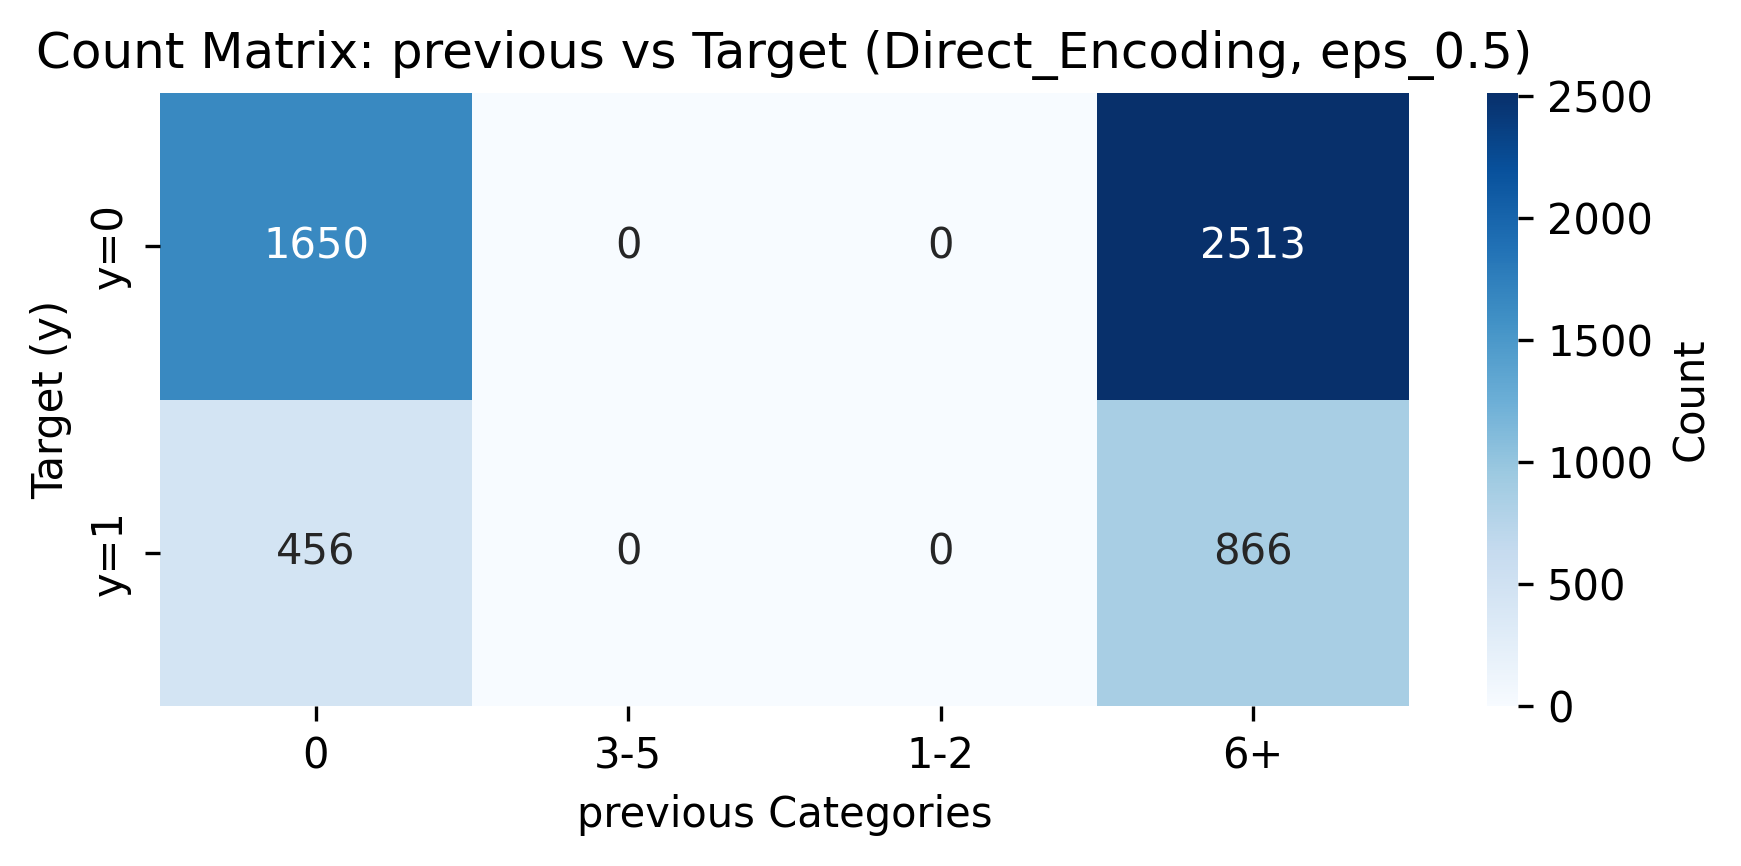 Count Matrix: previous vs Target (Direct_Encoding, eps_0.5)
Target (y)
y=0
1650 0 0 2513
y=1
456 0 0 866
0 3-5 1-2 6+
previous Categories
2500
2000
1500
1000
500
0
Count